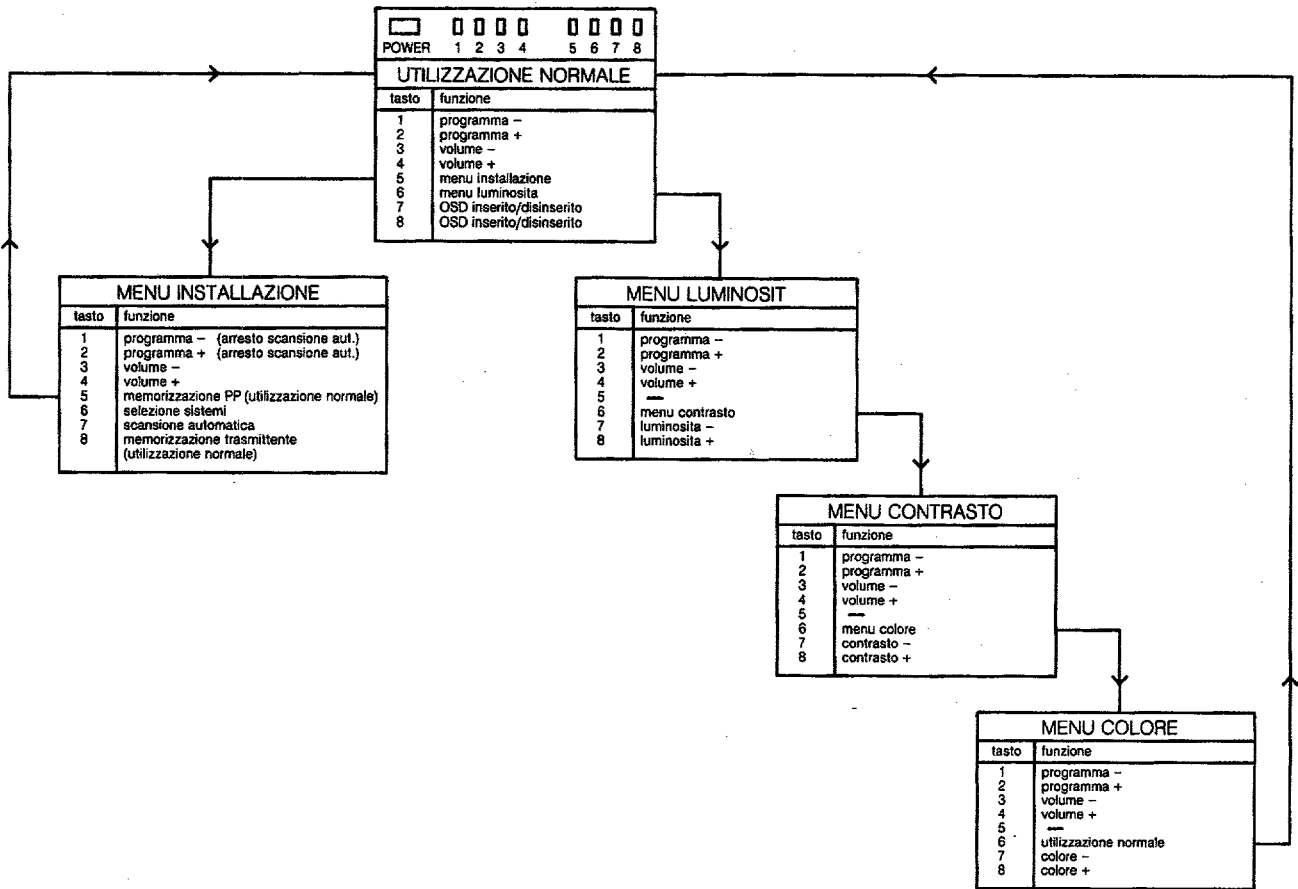 POWER 1 2 3 4 5 6 7 8
UTILIZZAZIONE NORMALE
tasto funzione
1 programma –
2 programma +
3 volume –
4 volume +
5 menu installazione
6 menu luminosita
7 OSD inserito/disinserito
8 OSD inserito/disinserito
MENU INSTALLAZIONE
tasto funzione
1 programma – (arresto scansione aut.)
2 programma + (arresto scansione aut.)
3 volume –
4 volume +
5 memorizzazione PP (utilizzazione normale)
6 selezione sistemi
7 scansione automatica
8 memorizzazione trasmittente
(utilizzazione normale)
MENU LUMINOSIT
tasto funzione
1 programma –
2 programma +
3 volume –
4 volume +
5 —
6 menu contrasto
7 luminosita –
8 luminosita +
MENU CONTRASTO
tasto funzione
1 programma –
2 programma +
3 volume –
4 volume +
5 —
6 menu colore
7 contrasto –
8 contrasto +
MENU COLORE
tasto funzione
1 programma –
2 programma +
3 volume –
4 volume +
5 —
6 utilizzazione normale
7 colore –
8 colore +